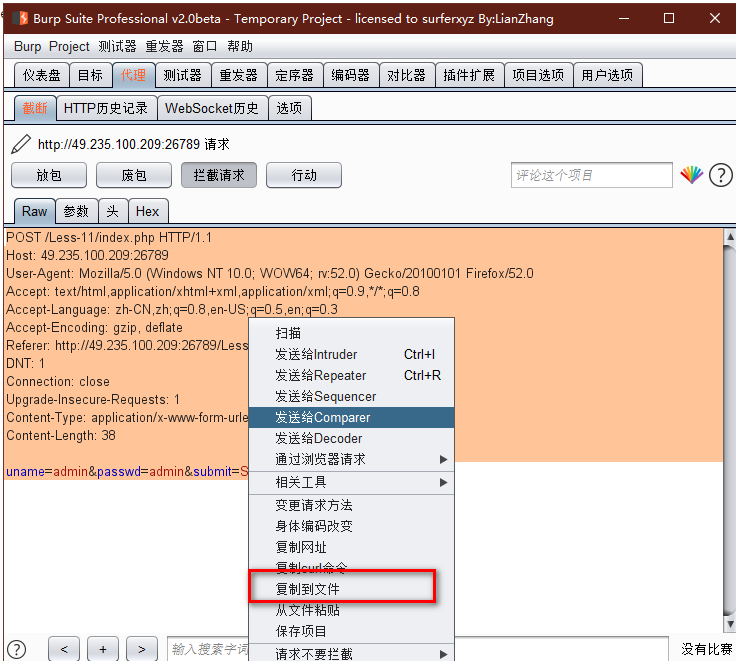 Burp Suite Professional v2.0beta - Temporary Project - licensed to surferxyz By:LianZhang
Burp Project 测试器 重发器 窗口 帮助
仪表盘 目标 代理 测试器 重发器 定序器 编码器 对比器 插件扩展 项目选项 用户选项
截断 HTTP历史记录 WebSocket历史 选项
http://49.235.100.209:26789 请求
放包 废包 拦截请求 行动 评论这个项目 ?
Raw 参数 头 Hex
POST /Less-11/index.php HTTP/1.1
Host: 49.235.100.209:26789
User-Agent: Mozilla/5.0 (Windows NT 10.0; WOW64; rv:52.0) Gecko/20100101 Firefox/52.0
Accept: text/html,application/xhtml+xml,application/xml;q=0.9,*/*;q=0.8
Accept-Language: zh-CN,zh;q=0.8,en-US;q=0.5,en;q=0.3
Accept-Encoding: gzip, deflate
Referer: http://49.235.100.209:26789/Less
DNT: 1
Connection: close
Upgrade-Insecure-Requests: 1
Content-Type: application/x-www-form-urle
Content-Length: 38
uname=admin&passwd=admin&submit=S
扫描
发送给Intruder Ctrl+I
发送给Repeater Ctrl+R
发送给Sequencer
发送给Comparer
发送给Decoder
通过浏览器请求
相关工具
变更请求方法
身体编码改变
复制网址
复制curl命令
复制到文件
从文件粘贴
保存项目
请求不要拦截
? < + > 输入搜索字词 没有比赛